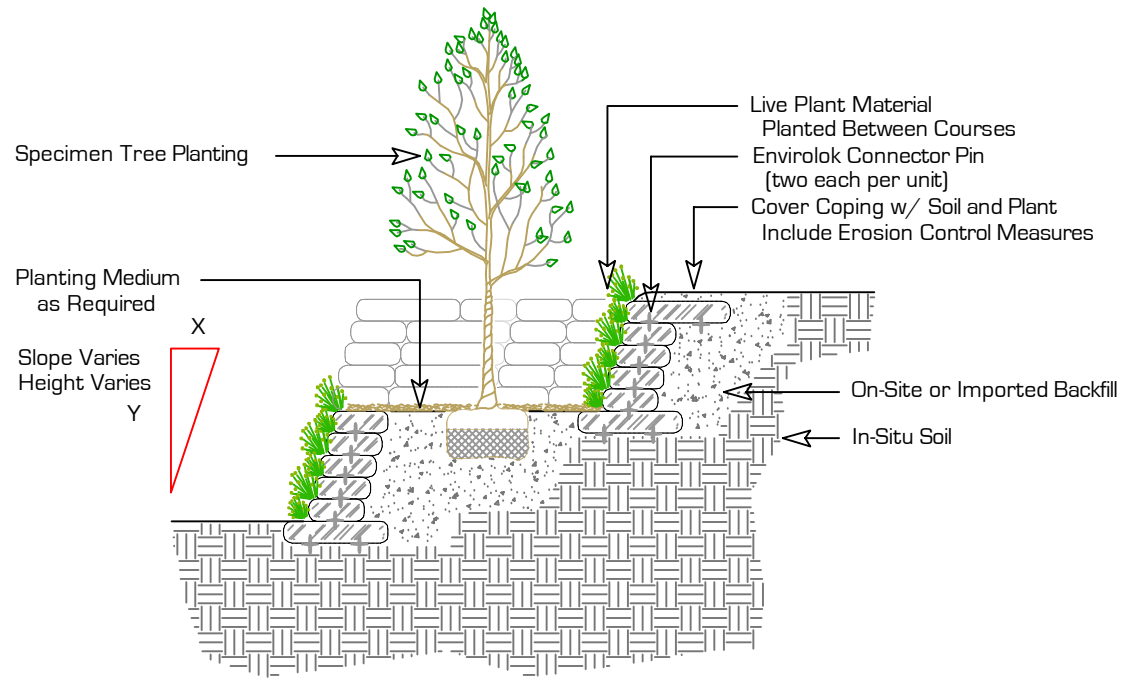 Specimen Tree Planting
Planting Medium
as Required
X
Slope Varies
Height Varies
Y
Live Plant Material
Planted Between Courses
Envirolok Connector Pin
(two each per unit)
Cover Coping w/ Soil and Plant
Include Erosion Control Measures
On-Site or Imported Backfill
In-Situ Soil